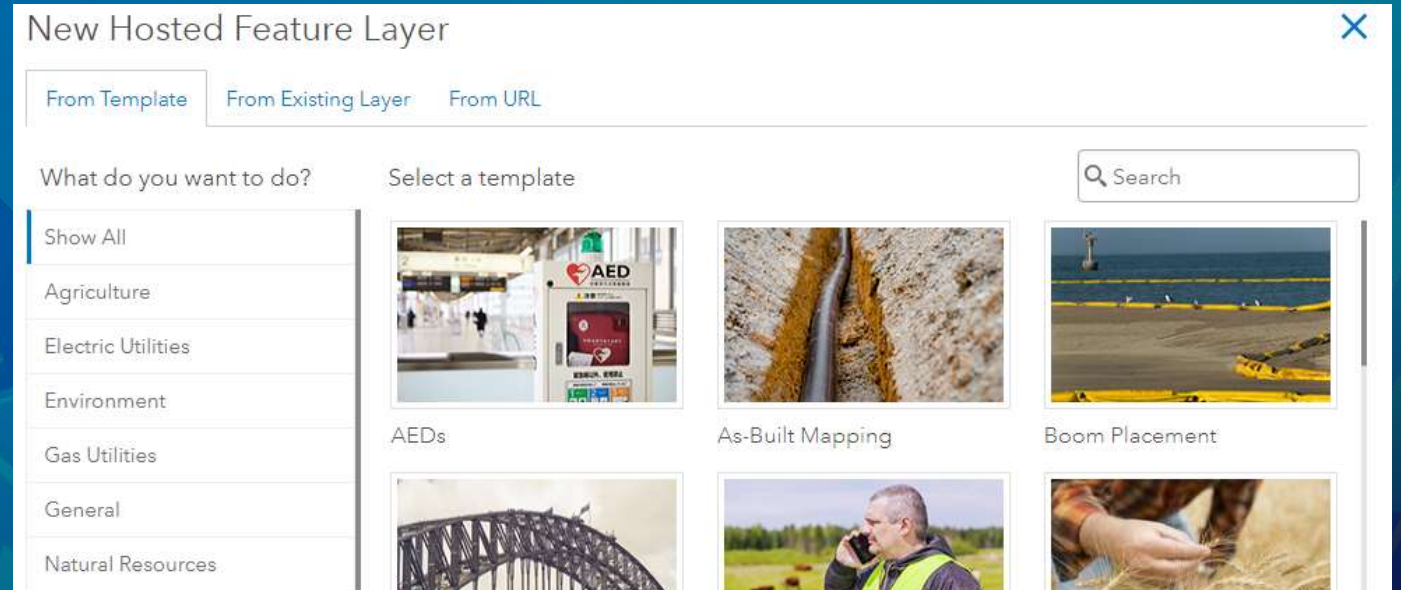 New Hosted Feature Layer
From Template
From Existing Layer
From URL
What do you want to do?
Select a template
Search
Show All
Agriculture
Electric Utilities
Environment
Gas Utilities
General
Natural Resources
2
AED
AEDs
As-Built Mapping
Boom Placement